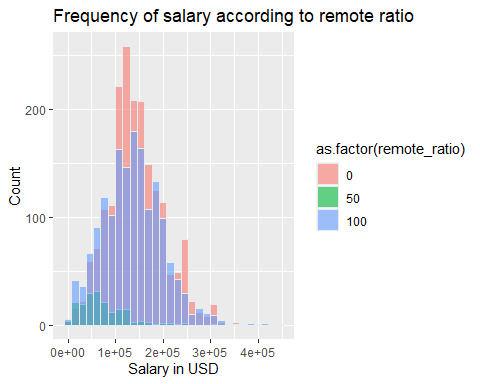 Frequency of salary according to remote ratio
200
100
0
Count
0e+00 1e+05 2e+05 3e+05 4e+05
Salary in USD
as.factor(remote_ratio)
0
50
100